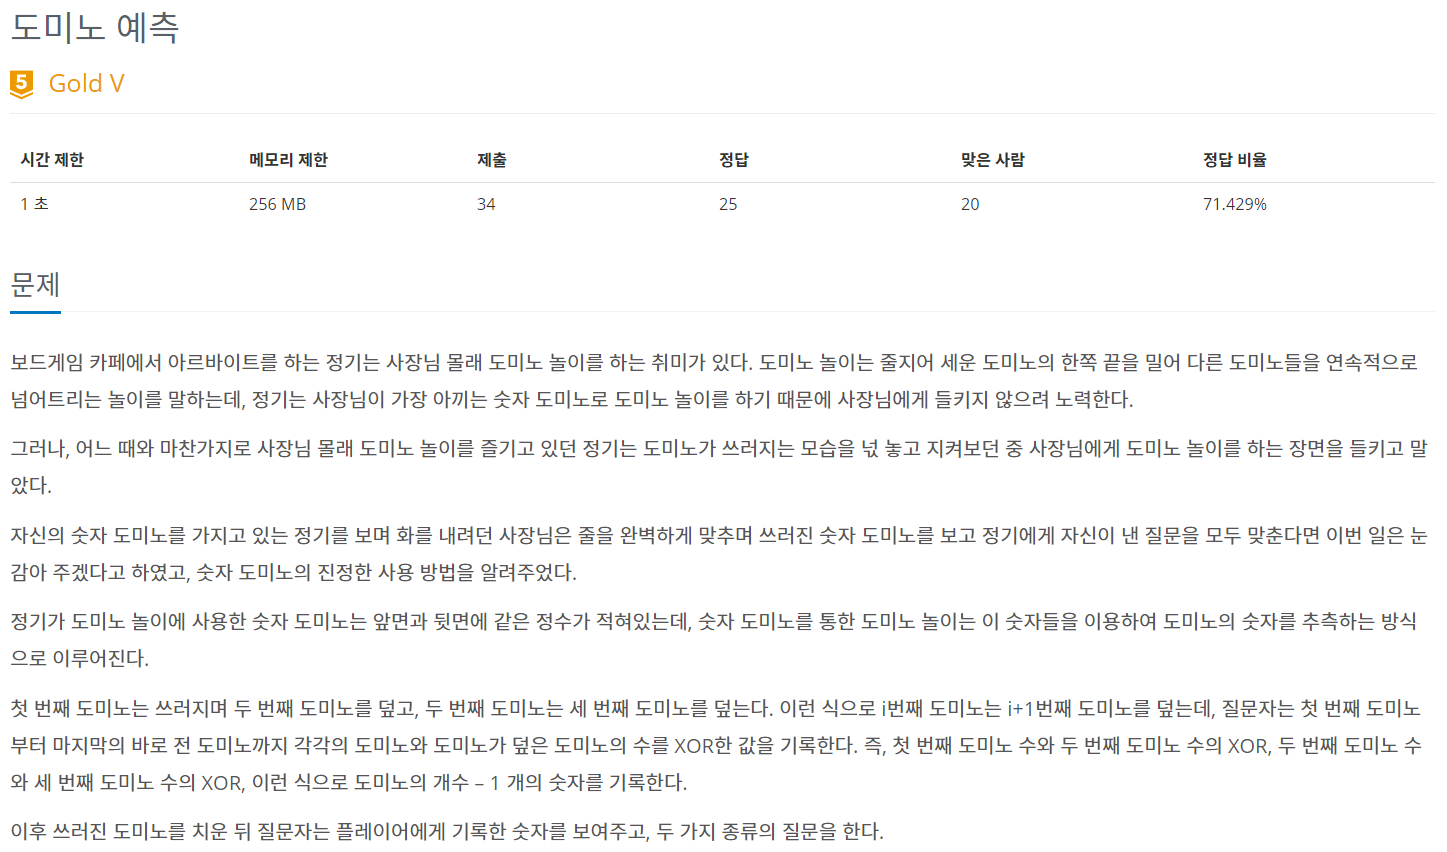 도미노 예측
5 Gold V
시간 제한 메모리 제한 제출 정답 맞은 사람 정답 비율
1 초 256 MB 34 25 20 71.429%
문제
보드게임 카페에서 아르바이트를 하는 정기는 사장님 몰래 도미노 놀이를 하는 취미가 있다. 도미노 놀이는 줄지어 세운 도미노의 한쪽 끝을 밀어 다른 도미노들을 연속적으로
넘어트리는 놀이를 말하는데, 정기는 사장님이 가장 아끼는 숫자 도미노로 도미노 놀이를 하기 때문에 사장님에게 들키지 않으려 노력한다.
그러나, 어느 때와 마찬가지로 사장님 몰래 도미노 놀이를 즐기고 있던 정기는 도미노가 쓰러지는 모습을 넋 놓고 지켜보던 중 사장님에게 도미노 놀이를 하는 장면을 들키고 말
았다.
자신의 숫자 도미노를 가지고 있는 정기를 보며 화를 내려던 사장님은 줄을 완벽하게 맞추며 쓰러진 숫자 도미노를 보고 정기에게 자신이 낸 질문을 모두 맞춘다면 이번 일은 눈
감아 주겠다고 하였고, 숫자 도미노의 진정한 사용 방법을 알려주었다.
정기가 도미노 놀이에 사용한 숫자 도미노는 앞면과 뒷면에 같은 정수가 적혀있는데, 숫자 도미노를 통한 도미노 놀이는 이 숫자들을 이용하여 도미노의 숫자를 추측하는 방식
으로 이루어진다.
첫 번째 도미노는 쓰러지며 두 번째 도미노를 덮고, 두 번째 도미노는 세 번째 도미노를 덮는다. 이런 식으로 i번째 도미노는 i+1번째 도미노를 덮는데, 질문자는 첫 번째 도미노
부터 마지막의 바로 전 도미노까지 각각의 도미노와 도미노가 덮은 도미노의 수를 XOR한 값을 기록한다. 즉, 첫 번째 도미노 수와 두 번째 도미노 수의 XOR, 두 번째 도미노 수
와 세 번째 도미노 수의 XOR, 이런 식으로 도미노의 개수 – 1 개의 숫자를 기록한다.
이후 쓰러진 도미노를 치운 뒤 질문자는 플레이어에게 기록한 숫자를 보여주고, 두 가지 종류의 질문을 한다.